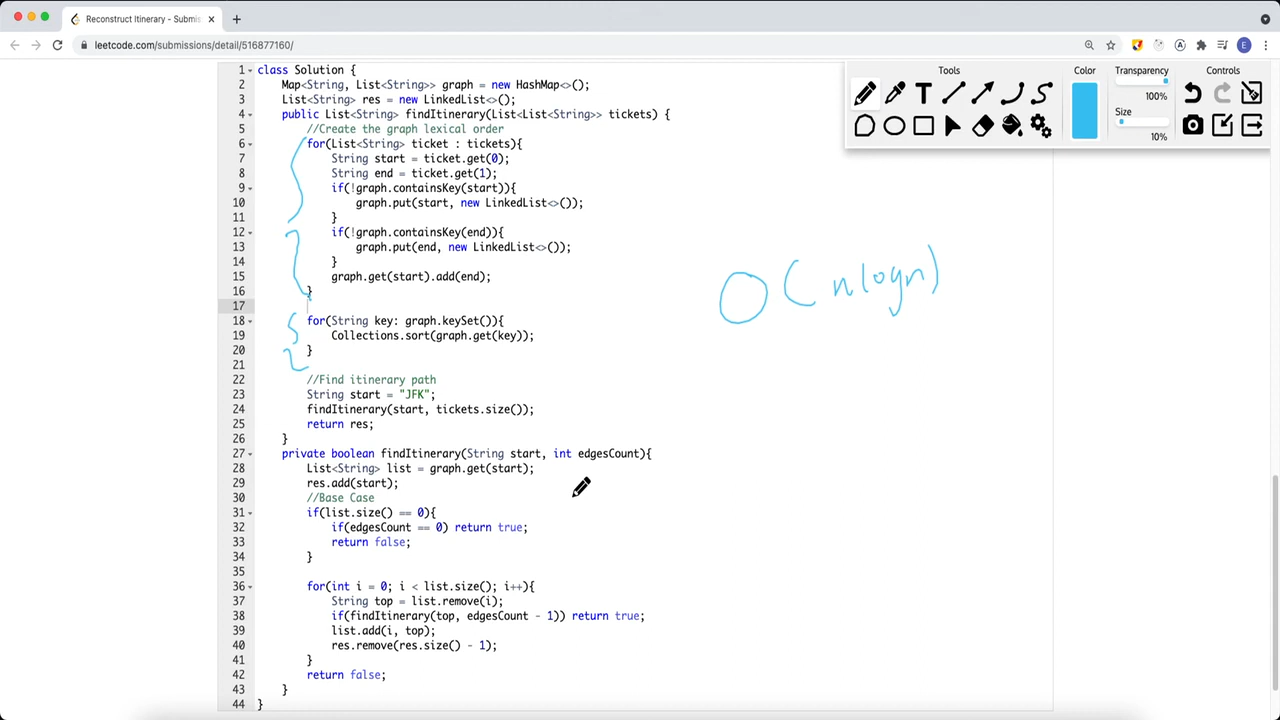 Reconstruct Itinerary - Submis
leetcode.com/submissions/detail/516877160/
E
Tools
Color
Transparency
Controls
100%
Size
10%
1 class Solution {
2 Map<String, List<String>> graph = new HashMap<>();
3 List<String> res = new LinkedList<>();
4 public List<String> findItinerary(List<List<String>> tickets) {
5 //Create the graph lexical order
6 for(List<String> ticket : tickets){
7 String start = ticket.get(0);
8 String end = ticket.get(1);
9 if(!graph.containsKey(start)){
10 graph.put(start, new LinkedList<>());
11 }
12 if(!graph.containsKey(end)){
13 graph.put(end, new LinkedList<>());
14 }
15 graph.get(start).add(end);
16 }
17
18 for(String key: graph.keySet()){
19 Collections.sort(graph.get(key));
20 }
21
22 //Find itinerary path
23 String start = "JFK";
24 findItinerary(start, tickets.size());
25 return res;
26 }
27 private boolean findItinerary(String start, int edgesCount){
28 List<String> list = graph.get(start);
29 res.add(start);
30 //Base Case
31 if(list.size() == 0){
32 if(edgesCount == 0) return true;
33 return false;
34 }
35
36 for(int i = 0; i < list.size(); i++){
37 String top = list.remove(i);
38 if(findItinerary(top, edgesCount - 1)) return true;
39 list.add(i, top);
40 res.remove(res.size() - 1);
41 }
42 return false;
43 }
44 }
O( nlogn)